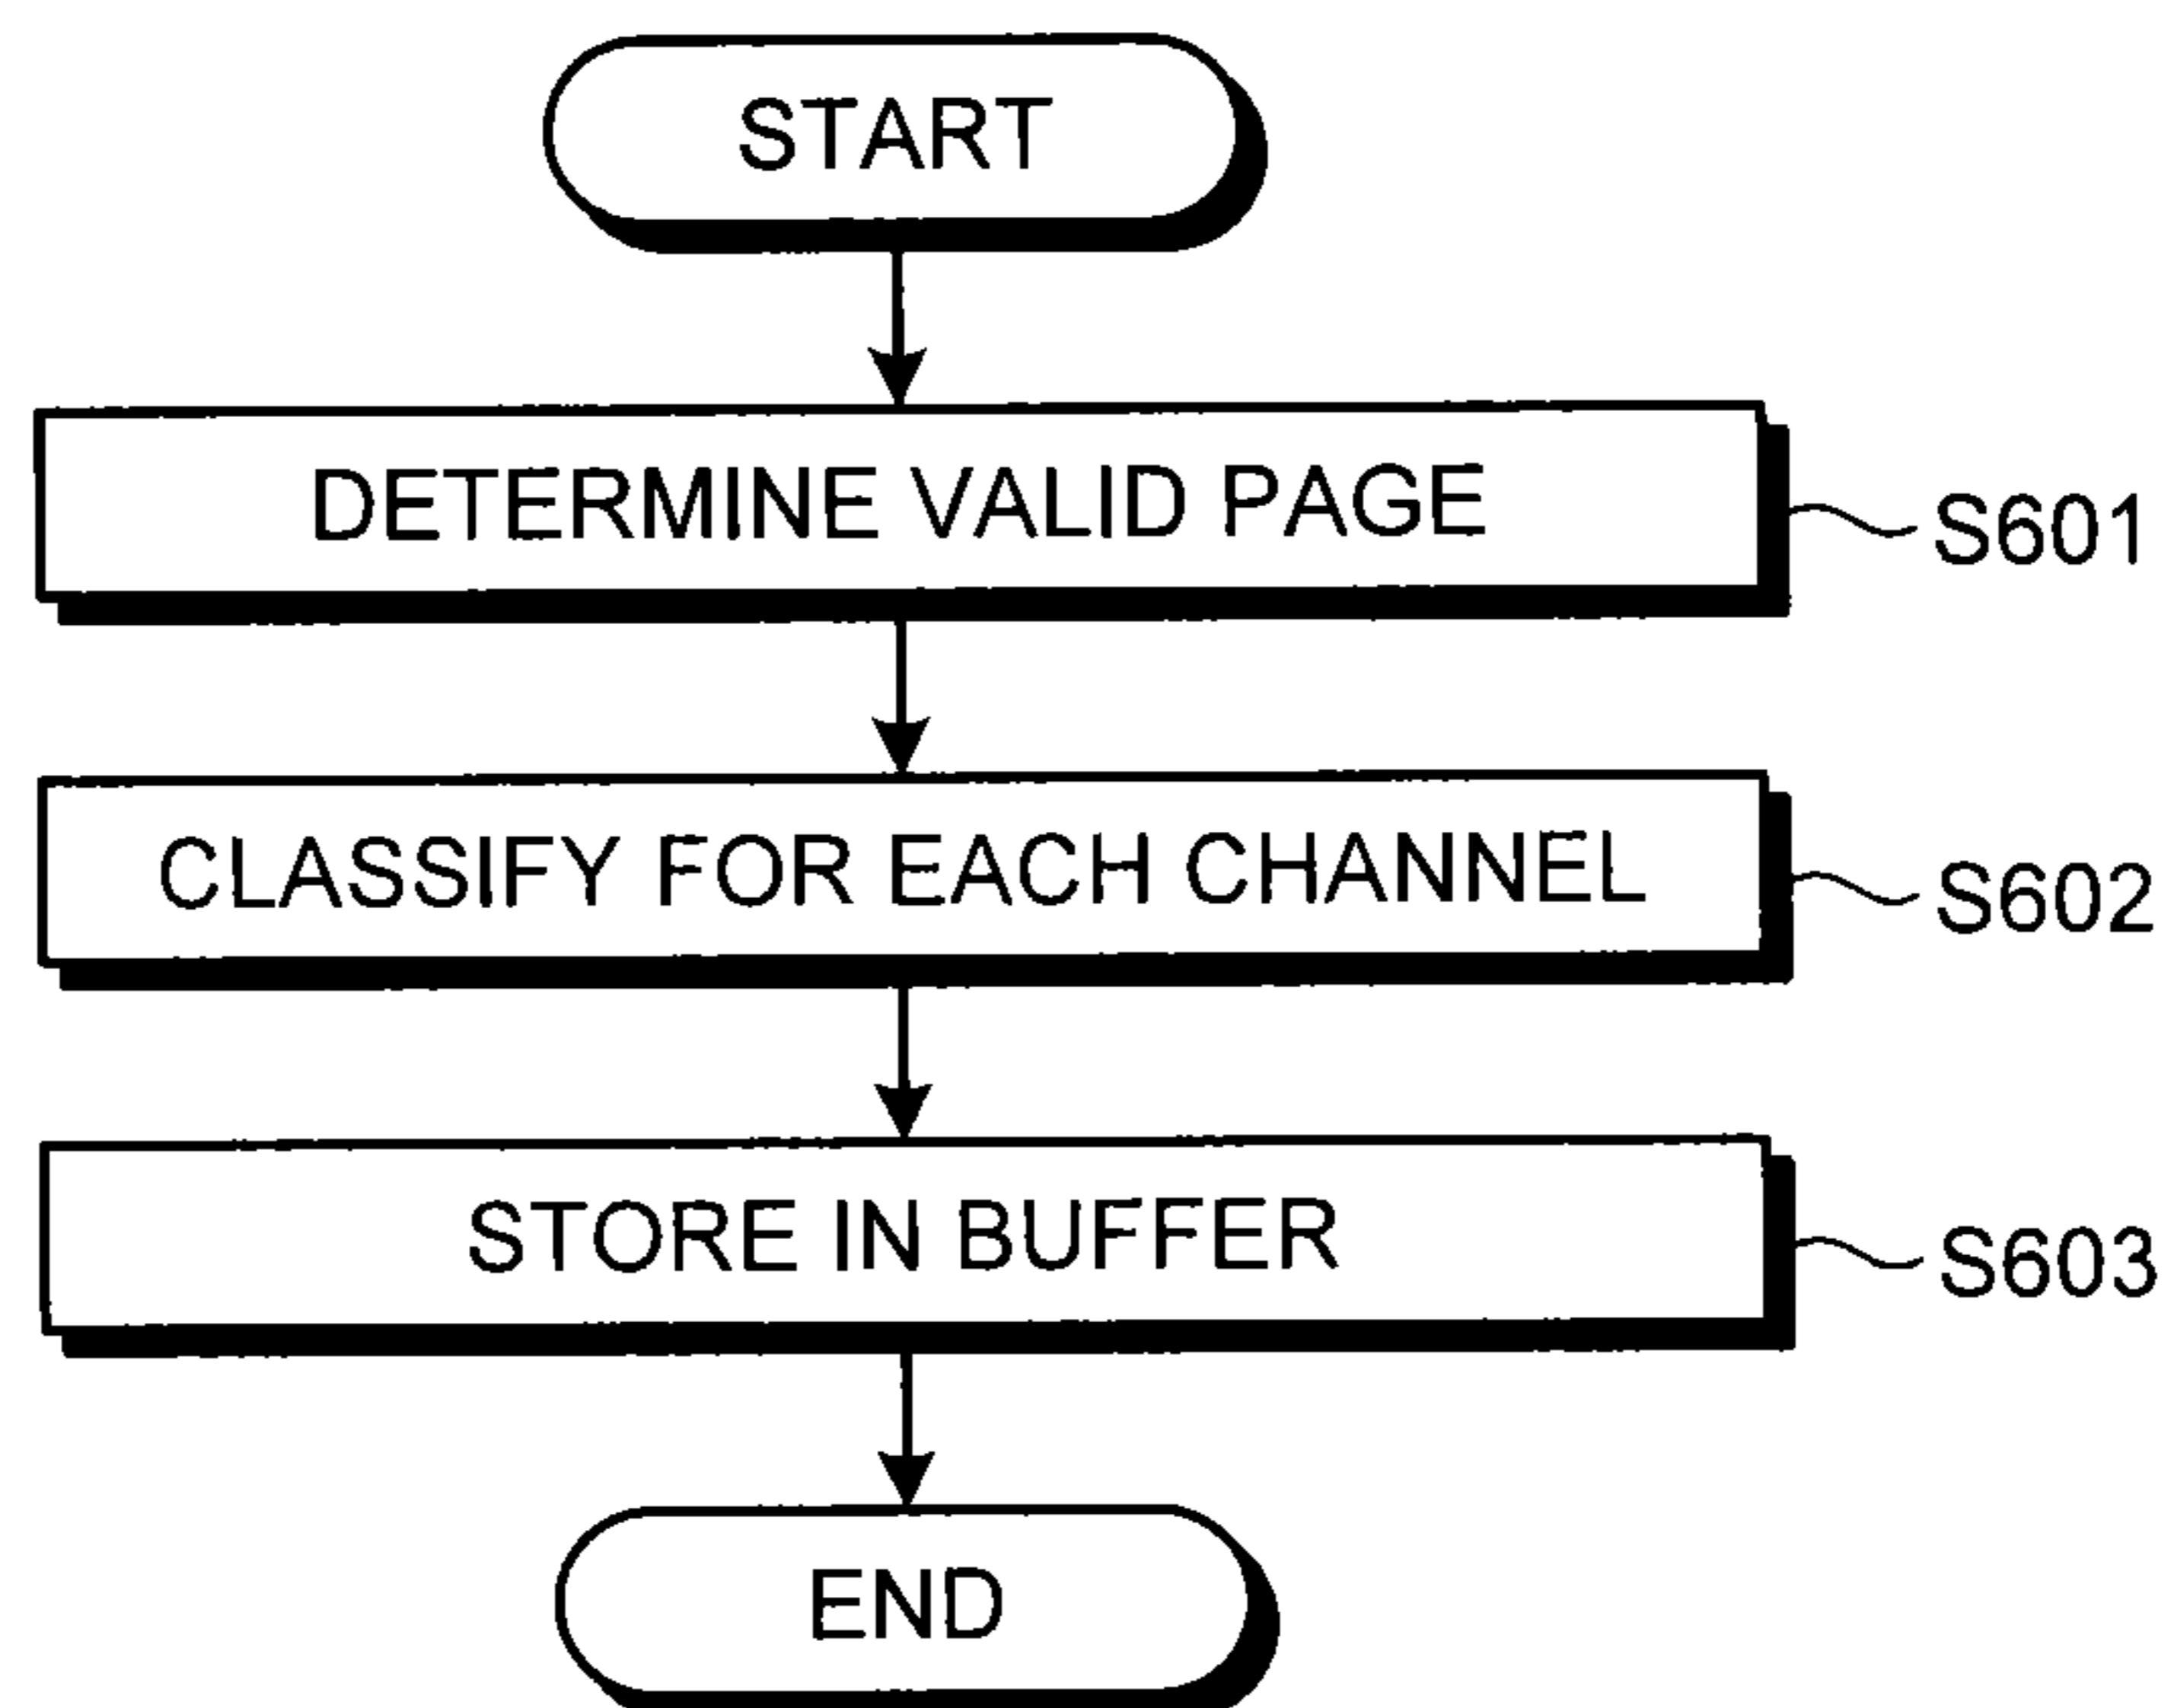 START
DETERMINE VALID PAGE
S601
CLASSIFY FOR EACH CHANNEL
S602
STORE IN BUFFER
S603
END